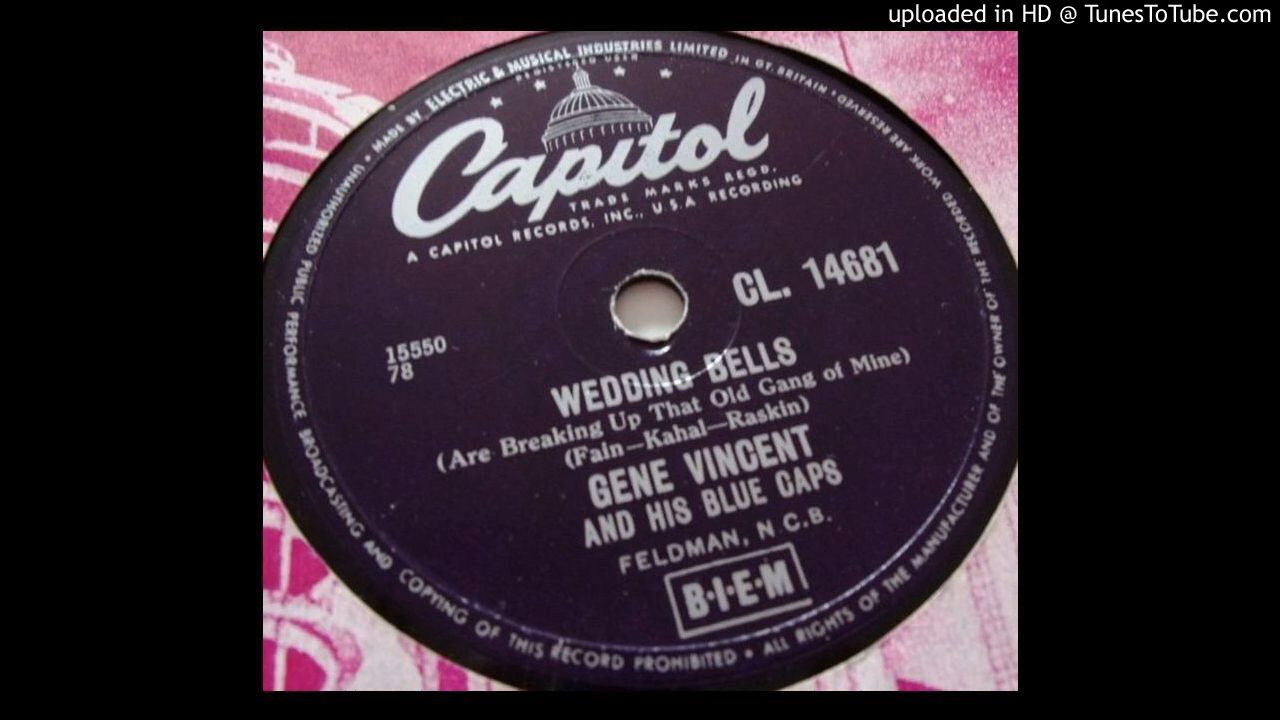 uploaded in HD @ TunesToTube.com
MADE BY ELECTRIC & MUSICAL INDUSTRIES LIMITED IN GT. BRITAIN •
REGISTERED USER
Capitol
TRADE MARKS REGD.
A CAPITOL RECORDS, INC., U.S.A RECORDING
CL. 14681
15550
78
WEDDING BELLS
(Are Breaking Up That Old Gang of Mine)
(Fain—Kahal—Raskin)
GENE VINCENT
AND HIS BLUE CAPS
FELDMAN, N.C.B.
B·I·E·M
ALL RIGHTS OF THE MANUFACTURER AND OF THE OWNER OF THE RECORDED WORK ARE RESERVED •
UNAUTHORIZED PUBLIC PERFORMANCE BROADCASTING AND COPYING OF THIS RECORD PROHIBITED •